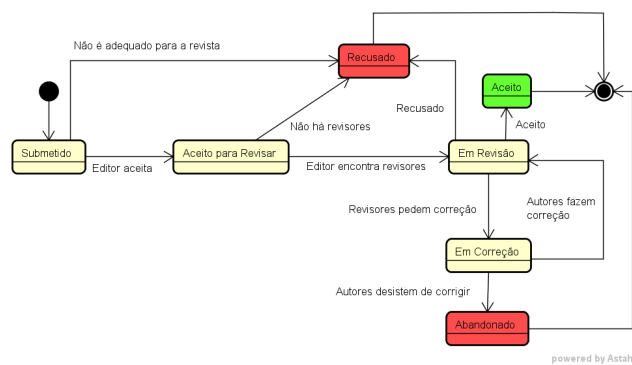 Não é adequado para a revista
Recusado
Aceito
Recusado
Não há revisores
Aceito
Submetido
Aceito para Revisar
Em Revisão
Editor aceita
Editor encontra revisores
Revisores pedem correção
Autores fazem
correção
Em Correção
Autores desistem de corrigir
Abandonado
powered by Astah